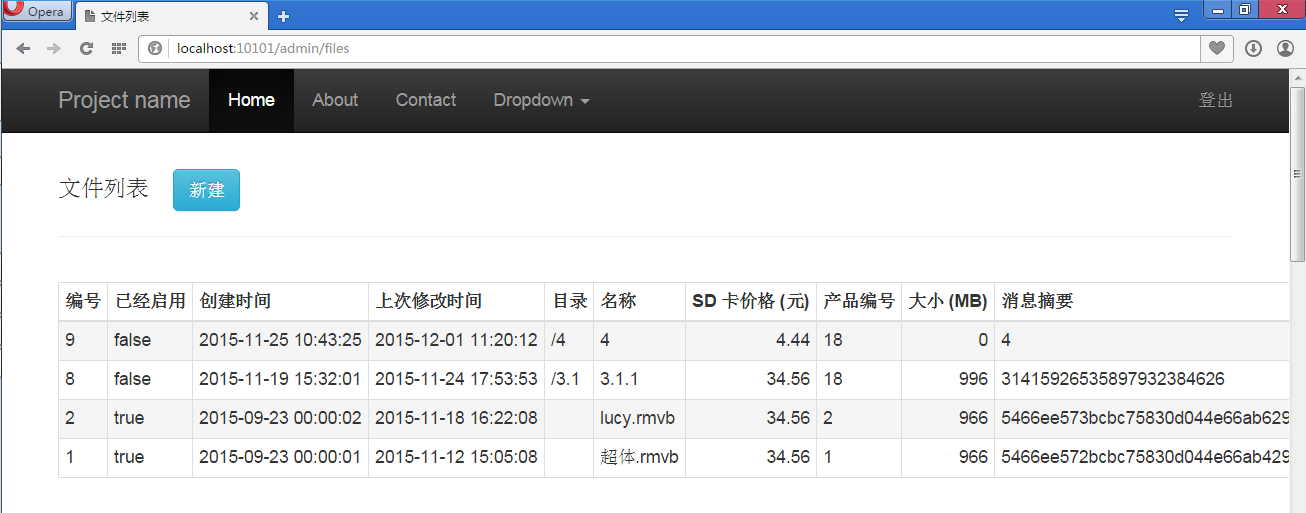 Opera 文件列表
localhost:10101/admin/files
Project name Home About Contact Dropdown 登出
文件列表 新建
编号 已经启用 创建时间 上次修改时间 目录 名称 SD 卡价格 (元) 产品编号 大小 (MB) 消息摘要
9 false 2015-11-25 10:43:25 2015-12-01 11:20:12 /4 4 4.44 18 0 4
8 false 2015-11-19 15:32:01 2015-11-24 17:53:53 /3.1 3.1.1 34.56 18 996 31415926535897932384626
2 true 2015-09-23 00:00:02 2015-11-18 16:22:08 lucy.rmvb 34.56 2 966 5466ee573bcbc75830d044e66ab629
1 true 2015-09-23 00:00:01 2015-11-12 15:05:08 超体.rmvb 34.56 1 966 5466ee572bcbc75830d044e66ab429